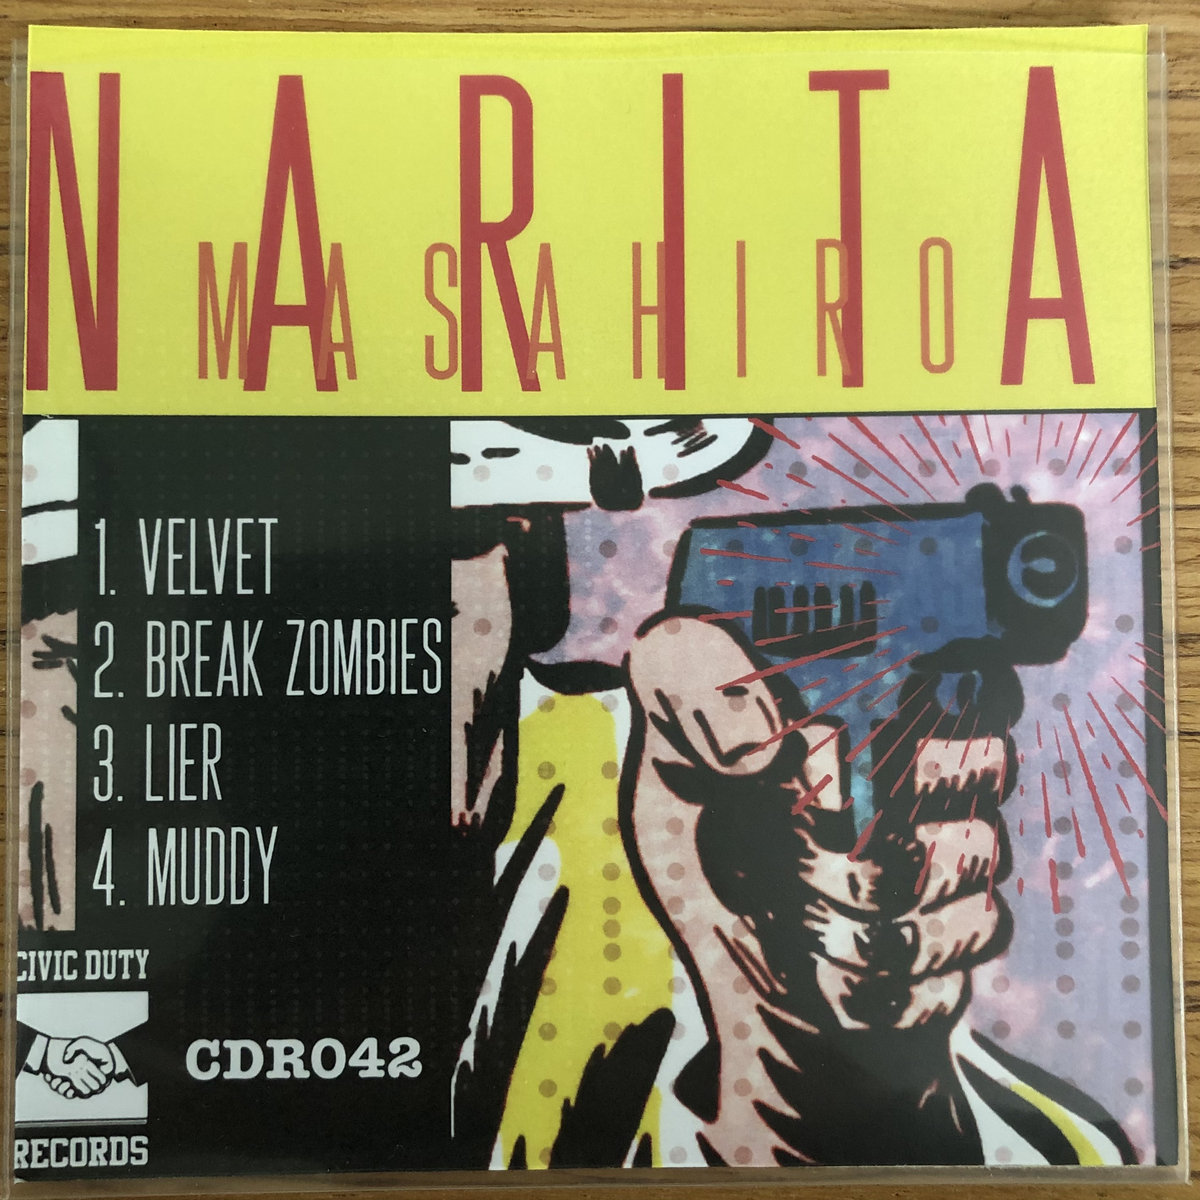 NARITA
MASAHIRO
1. VELVET
2. BREAK ZOMBIES
3. LIER
4. MUDDY
CIVIC DUTY
RECORDS
CDR042